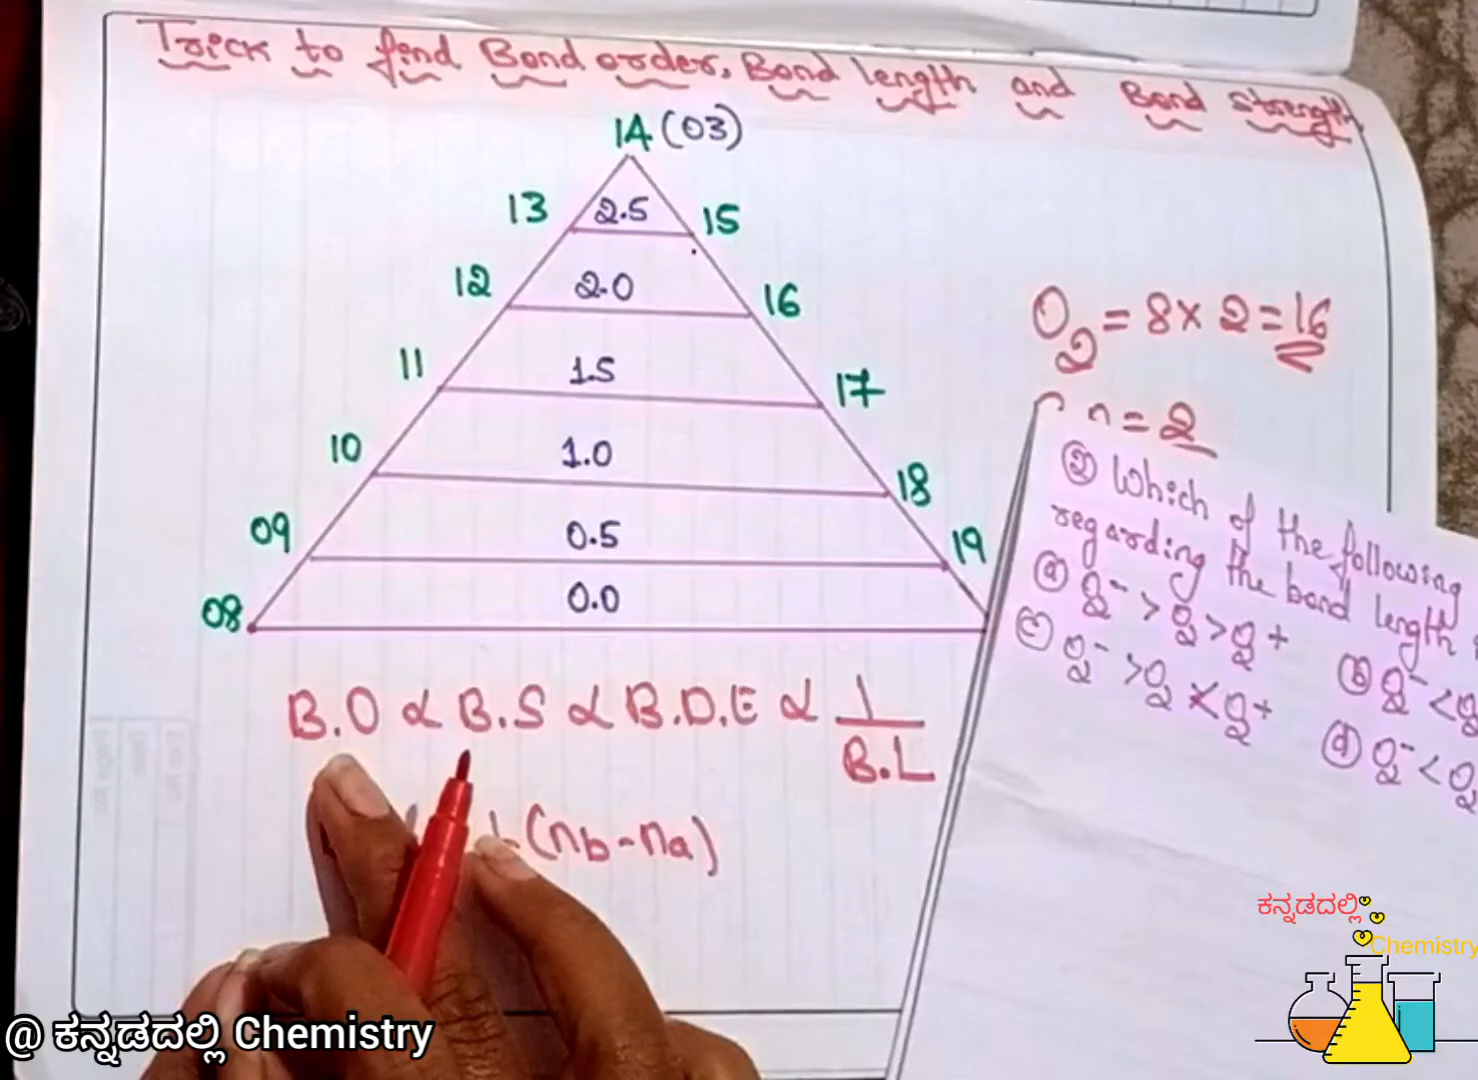 Trick to find Bond order, Bond length and Bond strength
14 (03)
13 2.5 15
12 2.0 16
11 1.5 17
10 1.0 18
09 0.5 19
08 0.0
O2 = 8 × 2 = 16
n = 2
② Which of the following
regarding the bond length
(a) O2⁻ > O2 > O2+ (b) O2⁻ <
(c) O2⁻ > O2 < O2+ (d) O2⁻ < O2
B.O α B.S α B.D.E α 1/B.L
(nb - na)
ಕನ್ನಡದಲ್ಲಿ
Chemistry
@ ಕನ್ನಡದಲ್ಲಿ Chemistry